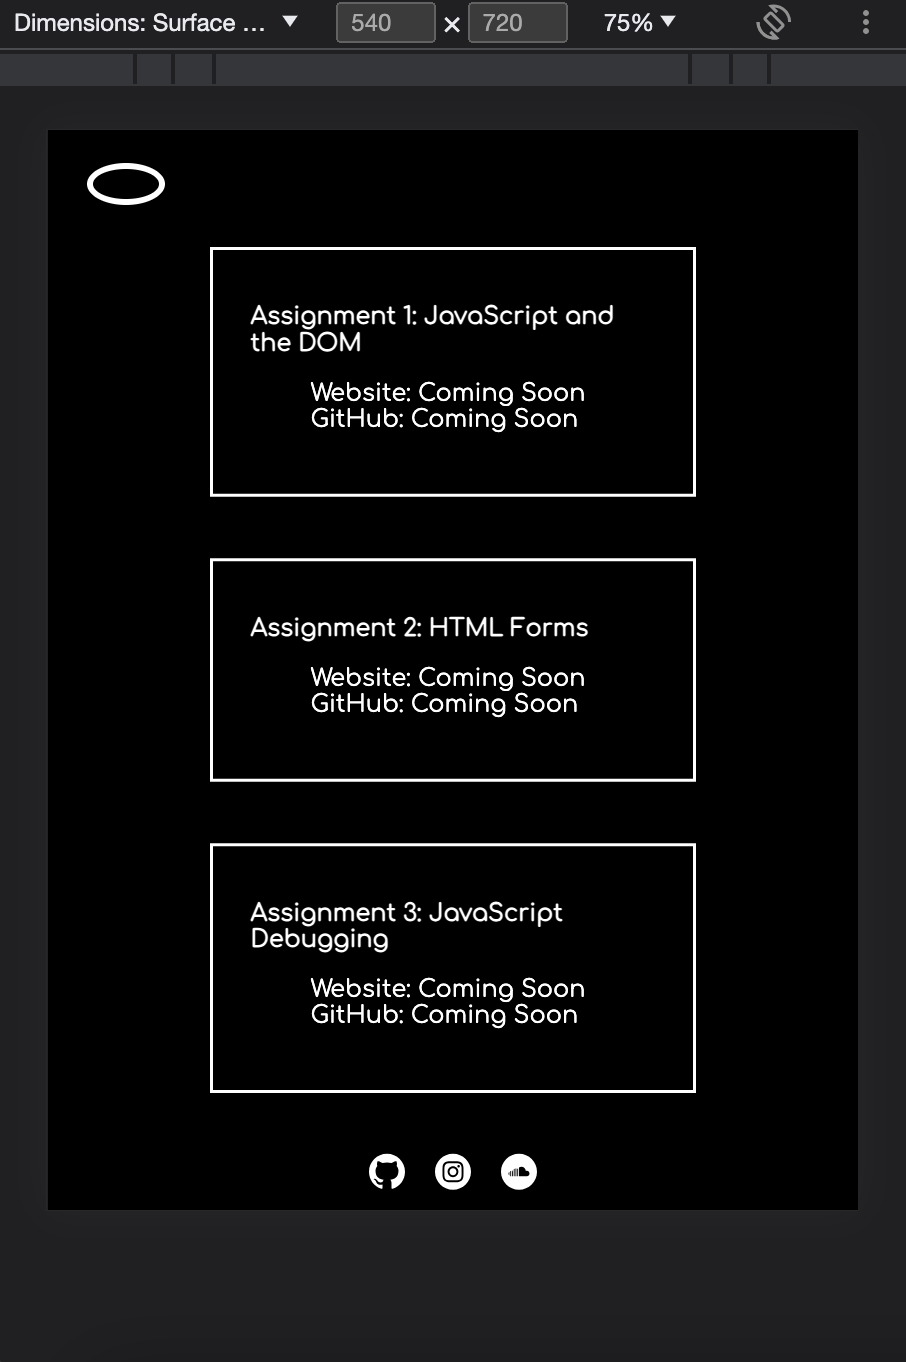 Dimensions: Surface ... 540 × 720 75%
Assignment 1: JavaScript and
the DOM
Website: Coming Soon
GitHub: Coming Soon
Assignment 2: HTML Forms
Website: Coming Soon
GitHub: Coming Soon
Assignment 3: JavaScript
Debugging
Website: Coming Soon
GitHub: Coming Soon